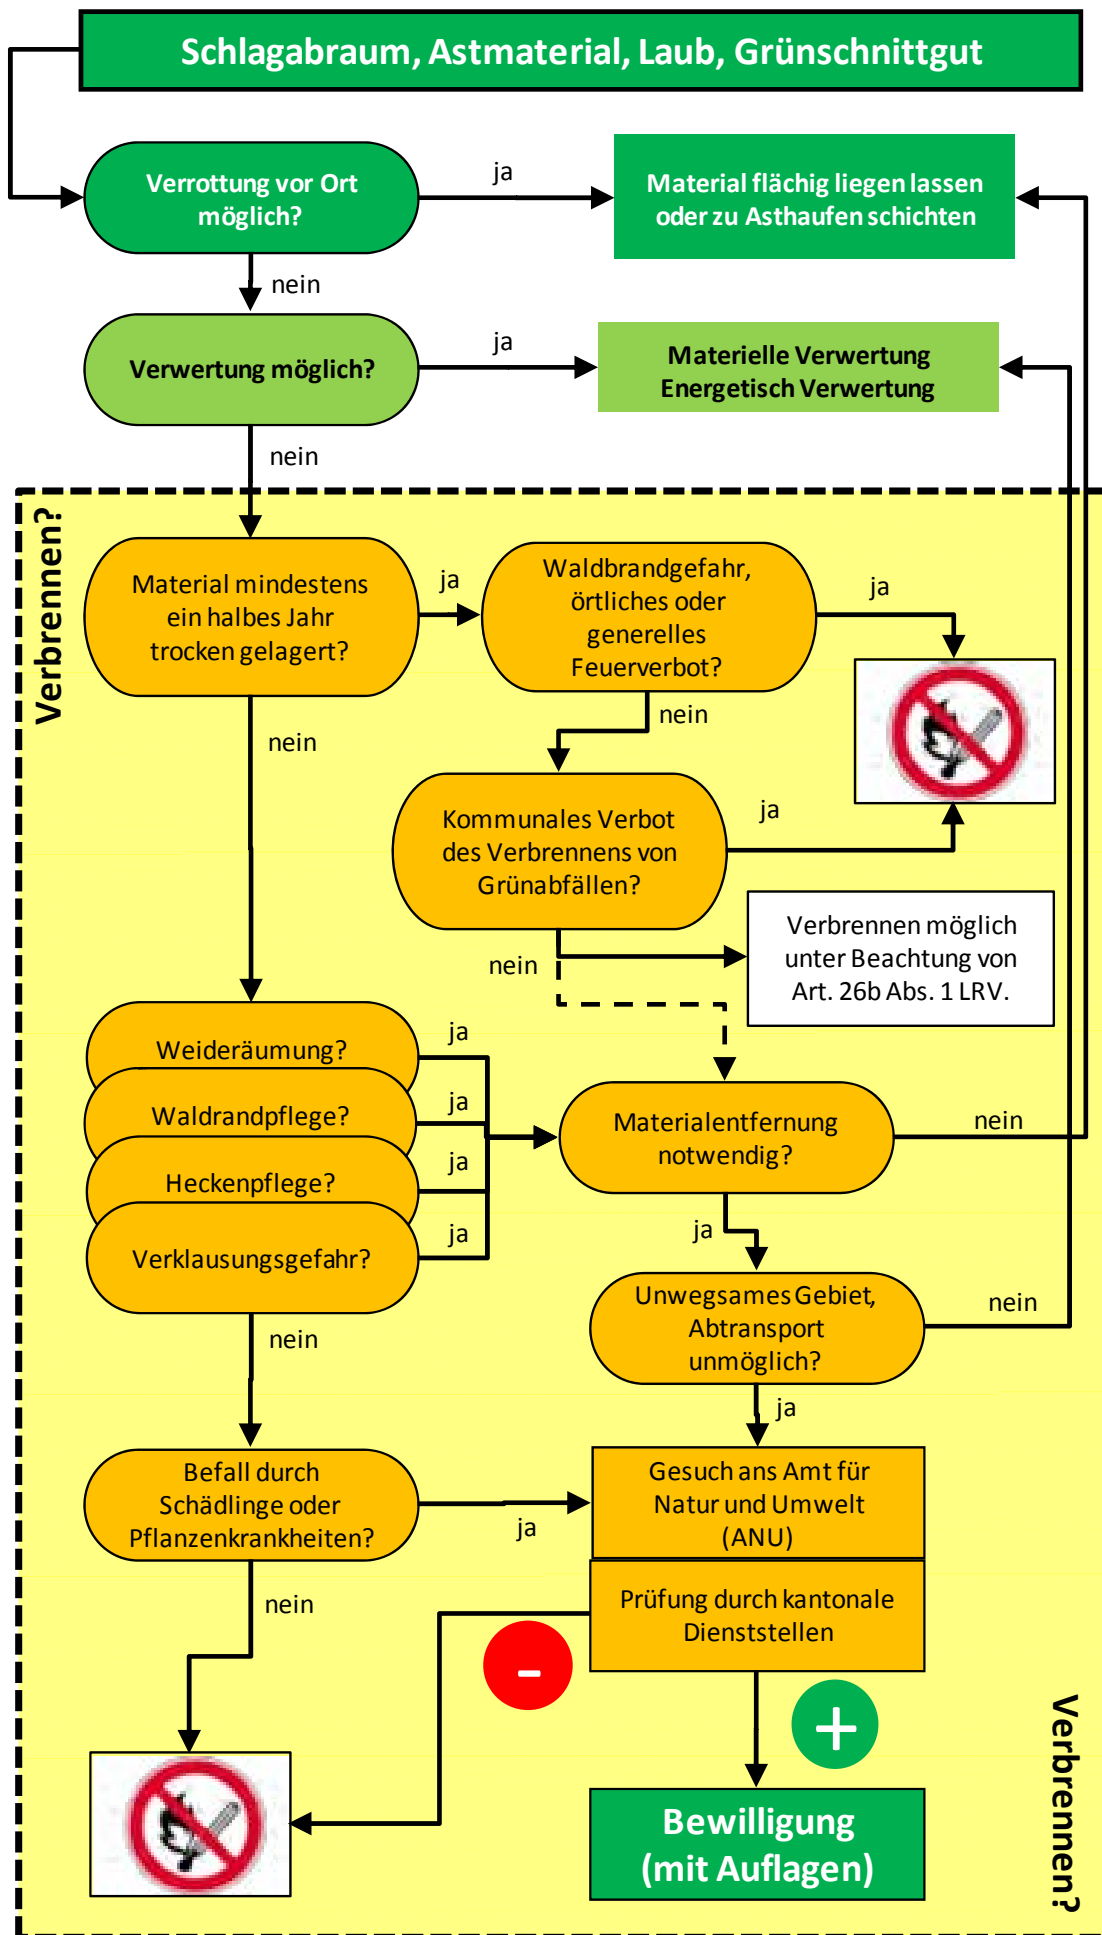 Schlagabraum, Astmaterial, Laub, Grünschnittgut
Verrottung vor Ort
möglich?
ja
Material flächig liegen lassen
oder zu Asthaufen schichten
nein
Verwertung möglich?
ja
Materielle Verwertung
Energetisch Verwertung
nein
Verbrennen?
Material mindestens
ein halbes Jahr
trocken gelagert?
ja
Waldbrandgefahr,
örtliches oder
generelles
Feuerverbot?
ja
nein
nein
Kommunales Verbot
des Verbrennens von
Grünabfällen?
ja
nein
Verbrennen möglich
unter Beachtung von
Art. 26b Abs. 1 LRV.
Weideräumung?
ja
Waldrandpflege?
ja
Heckenpflege?
ja
Verklausungsgefahr?
ja
Materialentfernung
notwendig?
nein
ja
Unwegsames Gebiet,
Abtransport
unmöglich?
nein
nein
ja
Befall durch
Schädlinge oder
Pflanzenkrankheiten?
ja
Gesuch ans Amt für
Natur und Umwelt
(ANU)
nein
Prüfung durch kantonale
Dienststellen
-
+
Bewilligung
(mit Auflagen)
Verbrennen?